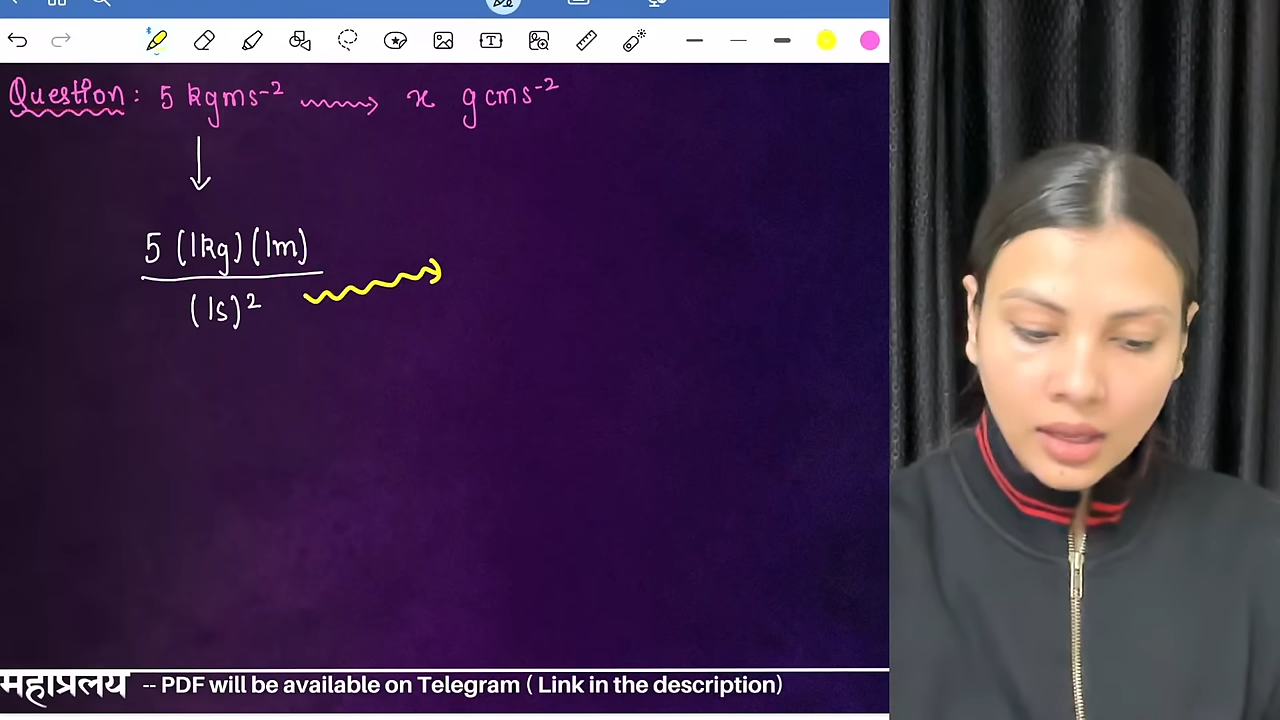 Question: 5 kgms⁻² → x gcms⁻²
↓
5 (1kg) (1m)
(1s)² →
महाप्रलय -- PDF will be available on Telegram ( Link in the description)